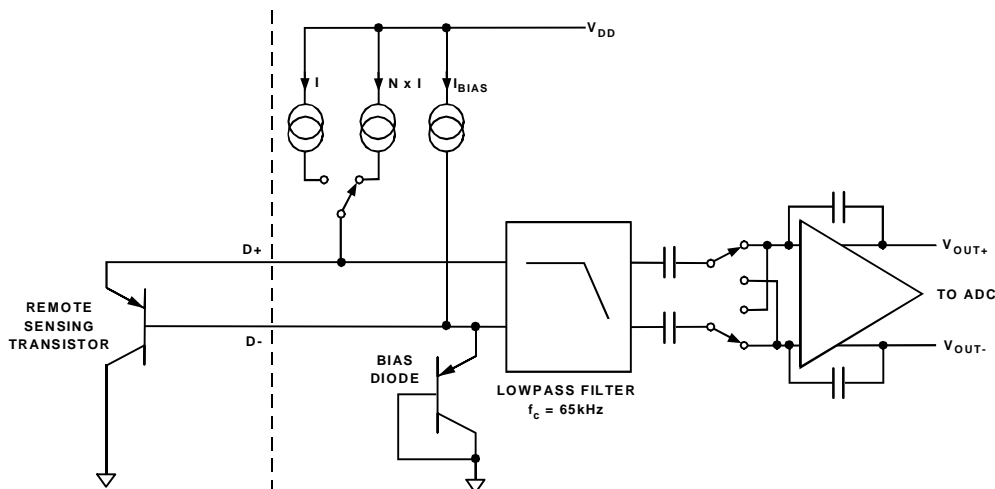 V_DD
I
N x I
I_BIAS
D+
D-
REMOTE
SENSING
TRANSISTOR
BIAS
DIODE
LOWPASS FILTER
f_c = 65kHz
V_OUT+
TO ADC
V_OUT-